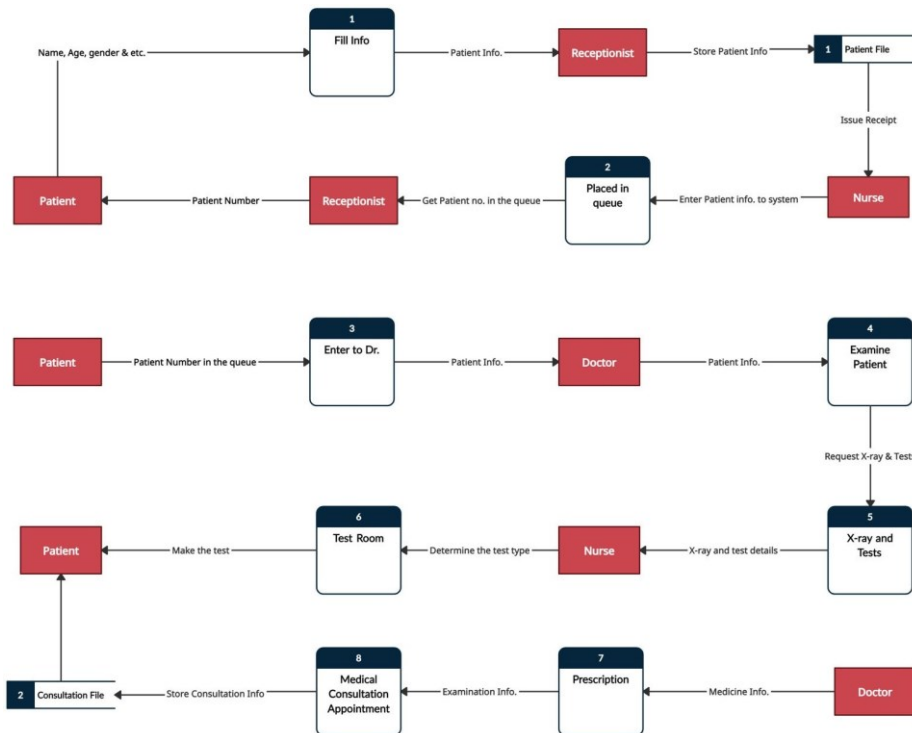 1
Fill Info
Name, Age, gender & etc.
Patient Info.
Receptionist
Store Patient Info
1 Patient File
Issue Receipt
2
Placed in
queue
Patient
Patient Number
Receptionist
Get Patient no. in the queue
Enter Patient info. to system
Nurse
3
Enter to Dr.
4
Examine
Patient
Patient
Patient Number in the queue
Patient Info.
Doctor
Patient Info.
Request X-ray & Tests
6
Test Room
5
X-ray and
Tests
Patient
Make the test
Determine the test type
Nurse
X-ray and test details
8
Medical
Consultation
Appointment
7
Prescription
2 Consultation File
Store Consultation Info
Examination Info.
Medicine Info.
Doctor